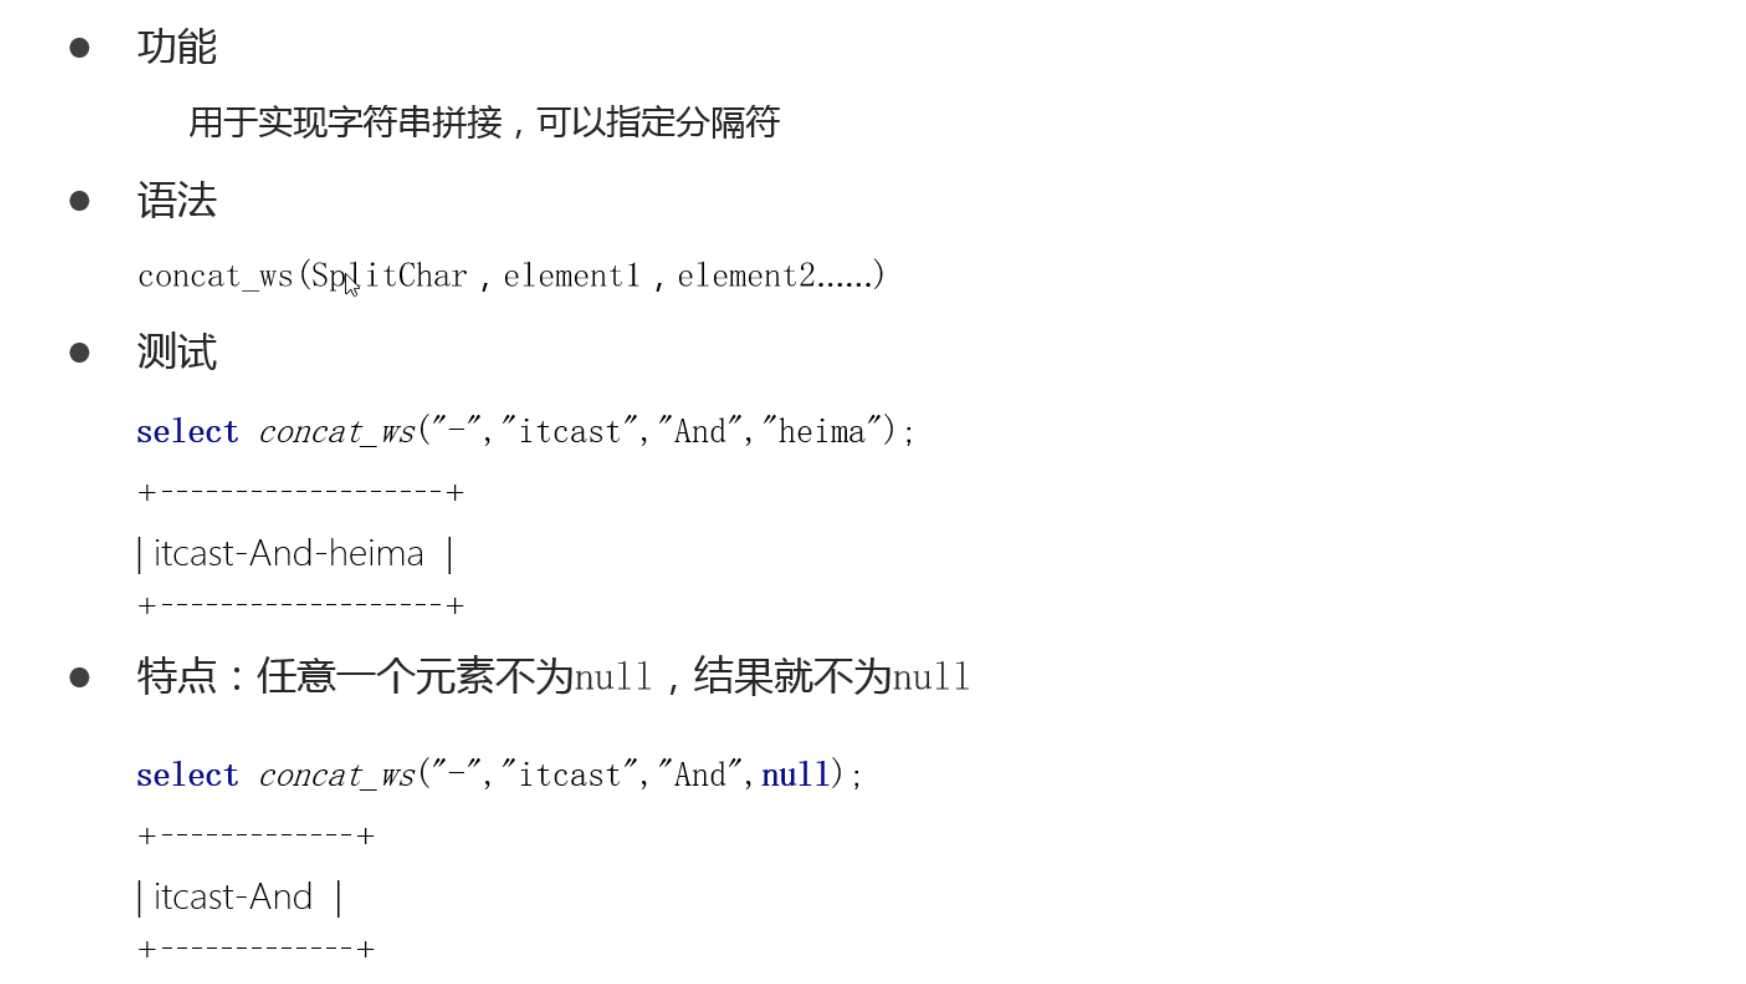 ● 功能
用于实现字符串拼接，可以指定分隔符
● 语法
concat_ws(SplitChar，element1，element2……)
● 测试
select concat_ws("-","itcast","And","heima");
+-------------------+
| itcast-And-heima |
+-------------------+
● 特点：任意一个元素不为null，结果就不为null
select concat_ws("-","itcast","And",null);
+-------------+
| itcast-And |
+-------------+